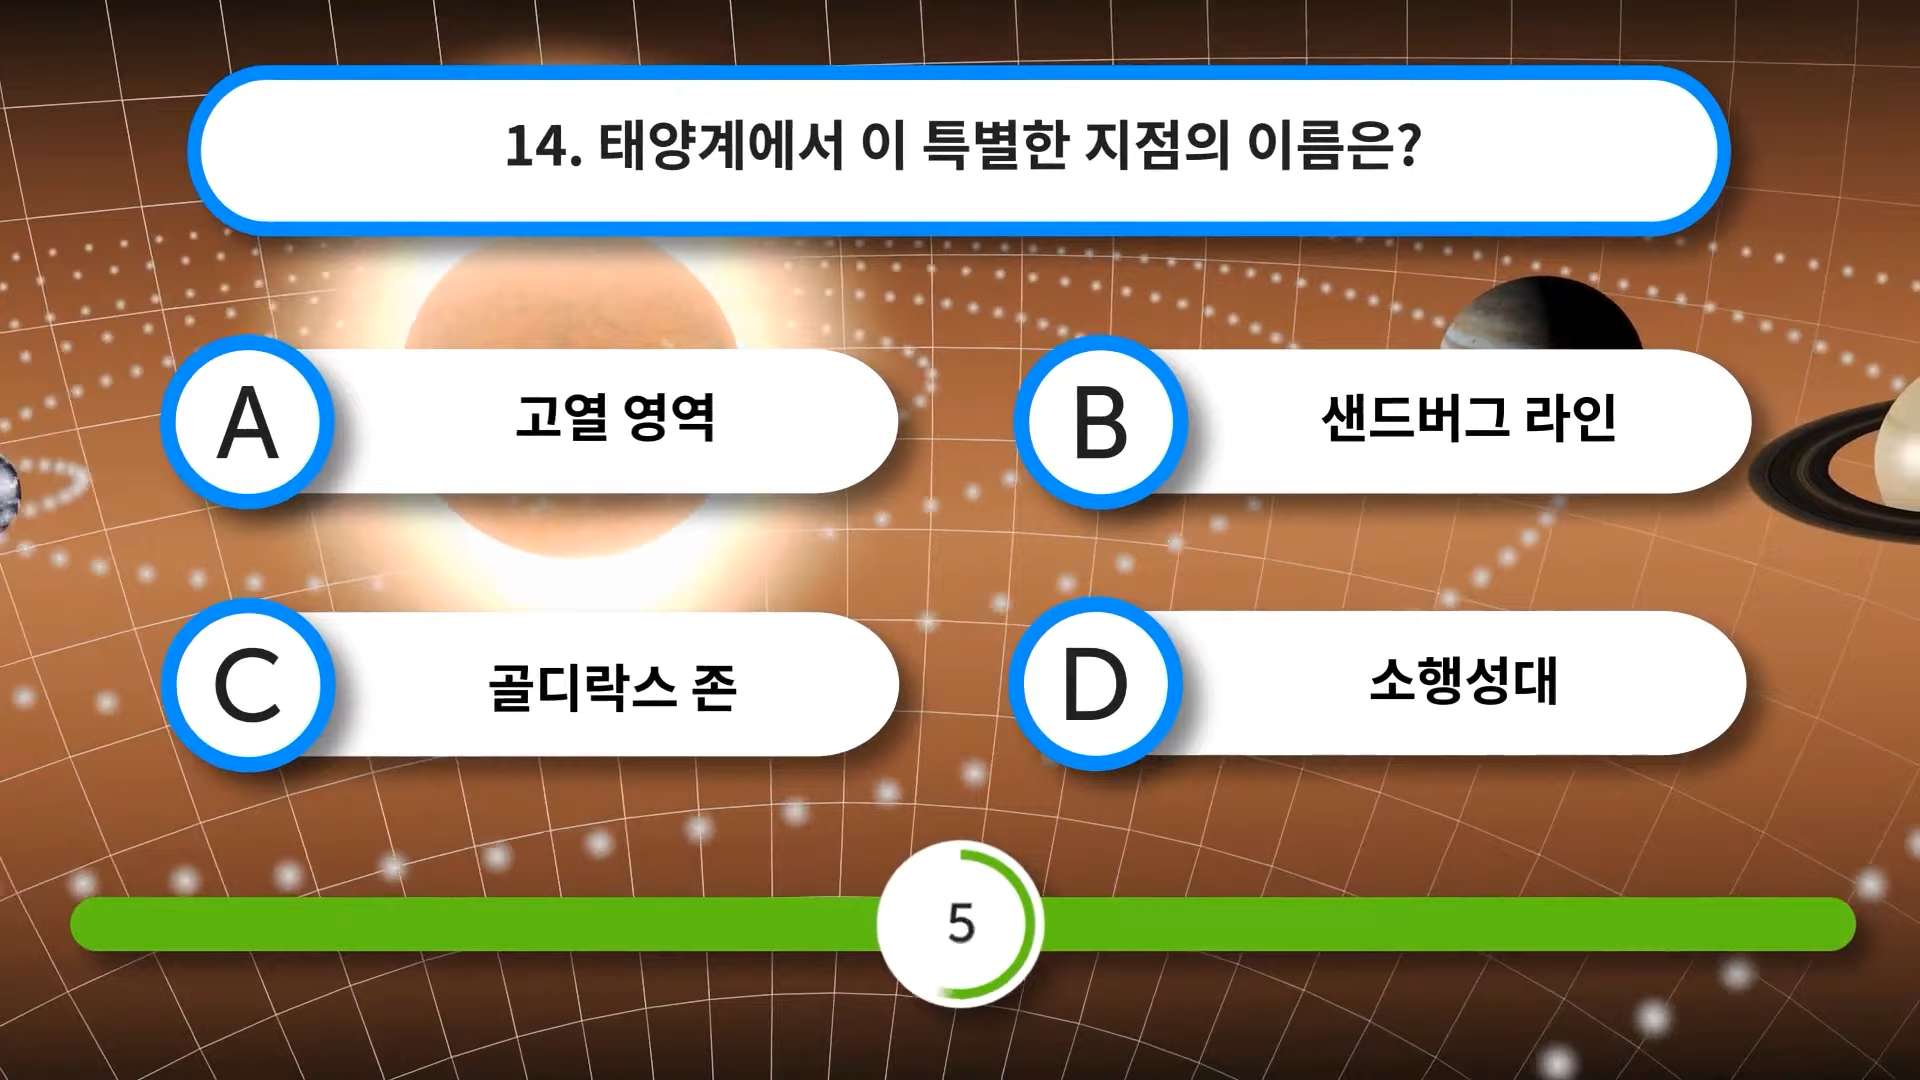 14. 태양계에서 이 특별한 지점의 이름은?
A 고열 영역
B 샌드버그 라인
C 골디락스 존
D 소행성대
5